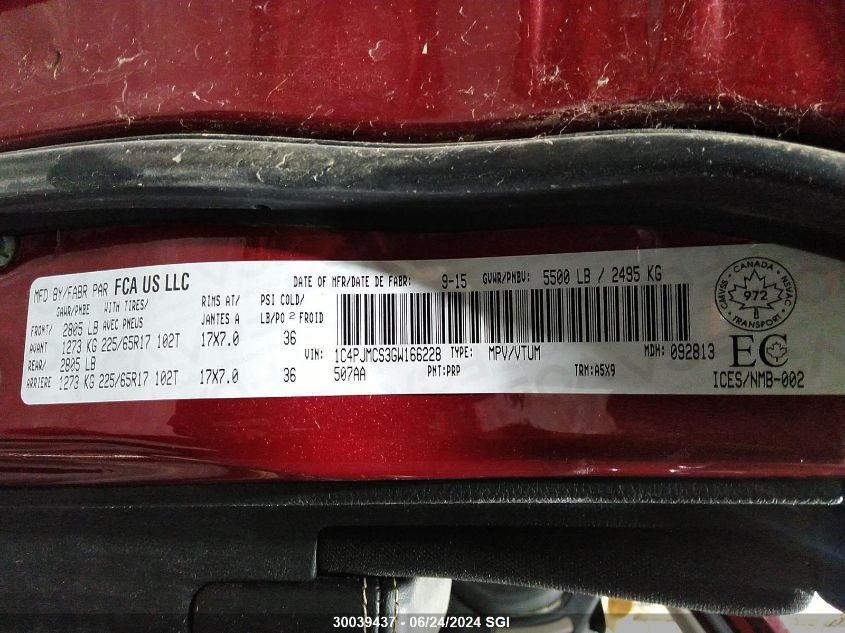 MFD BY/FABR PAR FCA US LLC
DATE OF MFR/DATE DE FABR: 9-15 GVWR/PNBV: 5500 LB / 2495 KG
GAWR/PNBE WITH TIRES/ RIMS AT/ PSI COLD/
AVEC PNEUS JANTES A LB/PO 2 FROID
FRONT/ 2805 LB
AVANT 1273 KG 225/65R17 102T 17X7.0 36
REAR/ 2805 LB
ARRIERE 1273 KG 225/65R17 102T 17X7.0 36
VIN: 1C4PJMCS3GW166228 TYPE: MPV/VTUM MDH: 092813
507AA PNT:PRP TRM:A5X9
CMVSS CANADA NSVAC
972
TRANSPORT
EC
ICES/NMB-002
30039437 - 06/24/2024 SGI